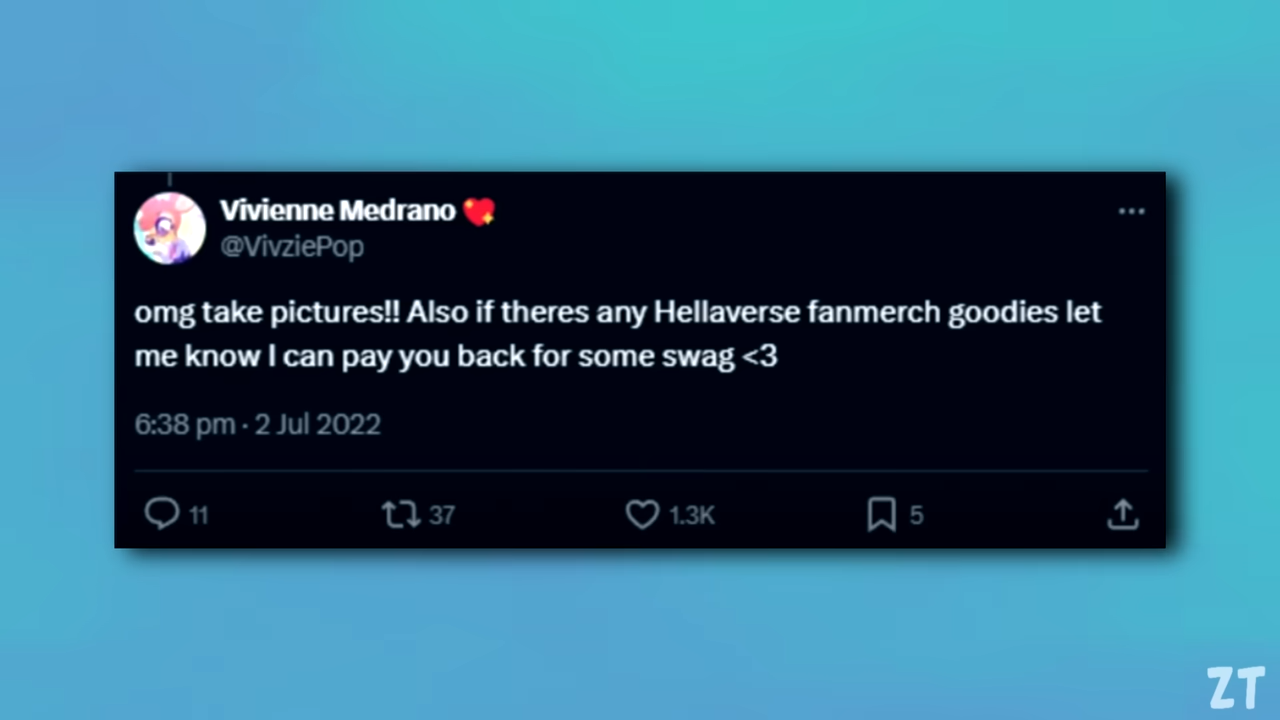 Vivienne Medrano 💖
@VivziePop
omg take pictures!! Also if theres any Hellaverse fanmerch goodies let
me know I can pay you back for some swag <3
6:38 pm · 2 Jul 2022
11 37 1.3K 5
ZT